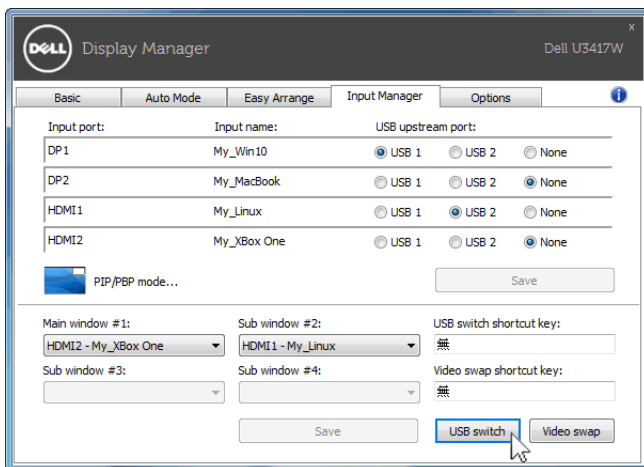 DELL Display Manager Dell U3417W
x
Basic Auto Mode Easy Arrange Input Manager Options i
Input port: Input name: USB upstream port:
DP1 My_Win10 USB 1 USB 2 None
DP2 My_MacBook USB 1 USB 2 None
HDMI1 My_Linux USB 1 USB 2 None
HDMI2 My_XBox One USB 1 USB 2 None
PIP/PBP mode... Save
Main window #1: Sub window #2: USB switch shortcut key:
HDMI2 - My_XBox One HDMI1 - My_Linux 無
Sub window #3: Sub window #4: Video swap shortcut key:
無
Save USB switch Video swap